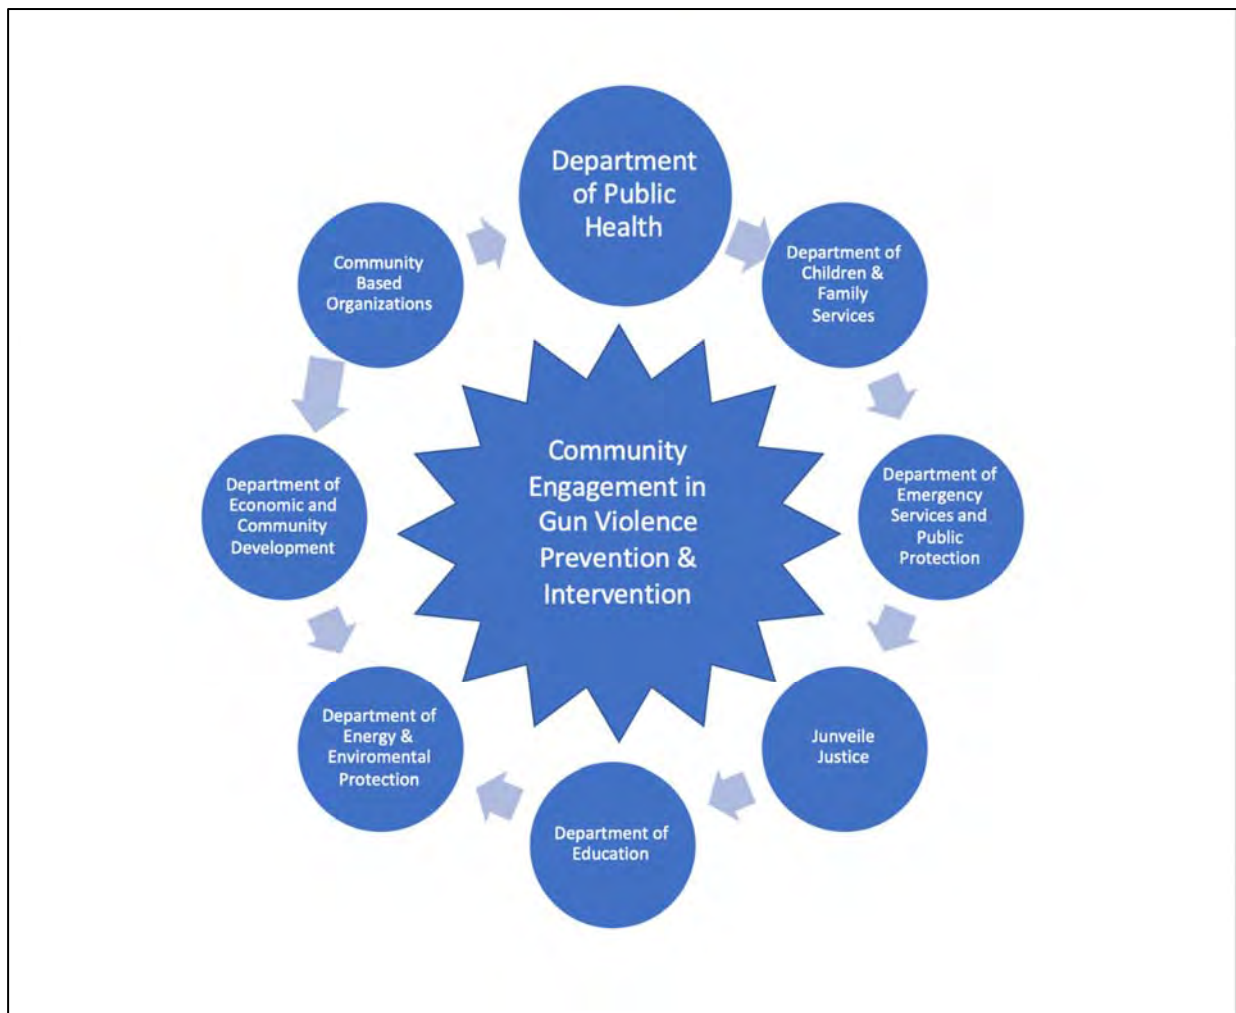 Department
of Public
Health
Community
Based
Organizations
Department of
Children &
Family
Services
Department of
Economic and
Community
Development
Community
Engagement in
Gun Violence
Prevention &
Intervention
Department of
Emergency
Services and
Public
Protection
Department of
Energy &
Enviromental
Protection
Junveile
Justice
Department of
Education